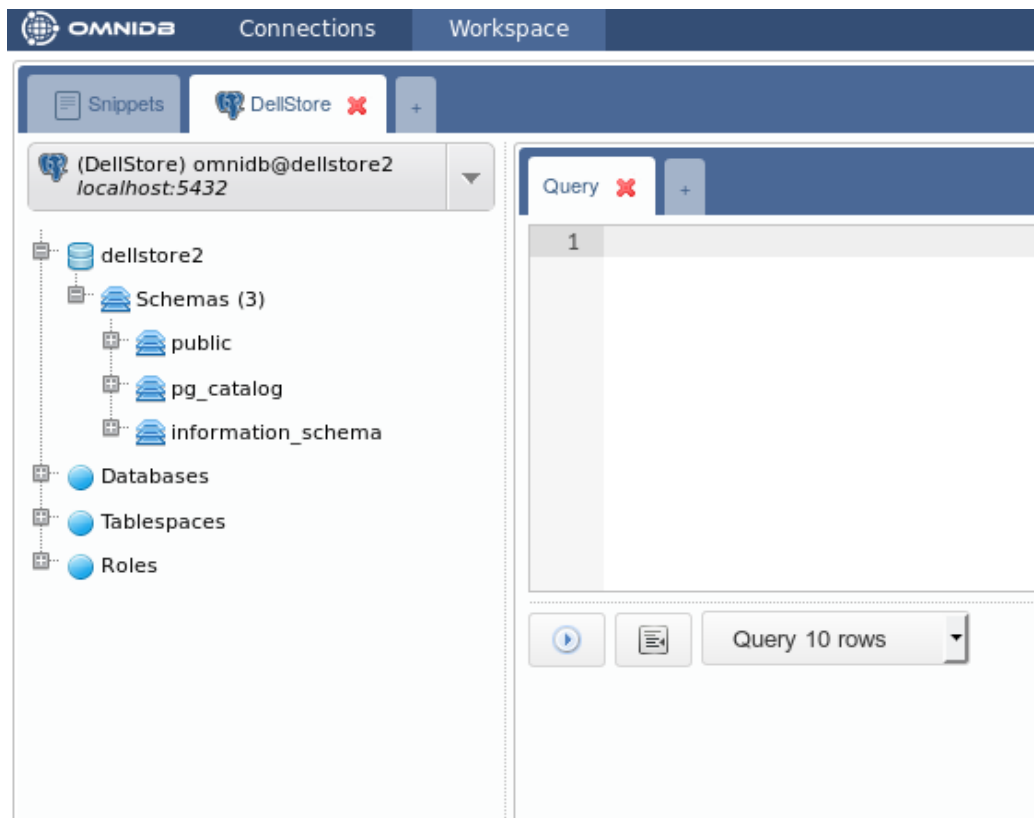 OMNIDB Connections Workspace
Snippets DellStore +
(DellStore) omnidb@dellstore2
localhost:5432
Query +
1
dellstore2
Schemas (3)
public
pg_catalog
information_schema
Databases
Tablespaces
Roles
Query 10 rows